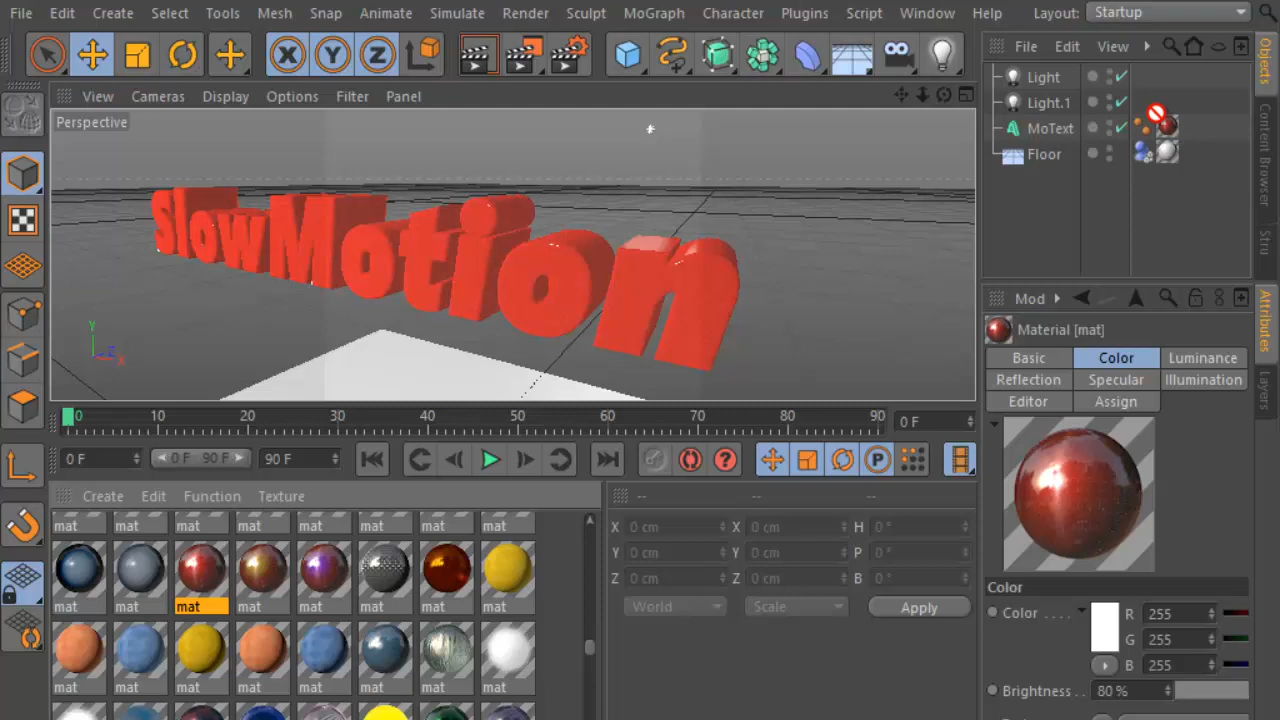 File Edit Create Select Tools Mesh Snap Animate Simulate Render Sculpt MoGraph Character Plugins Script Window Help Layout: Startup
X Y Z
File Edit View
View Cameras Display Options Filter Panel
Perspective
Light
Light.1
MoText
Floor
Objects
Content Browser
Stru
SlowMotion
Y
Z
X
Mod
Material [mat]
Basic Color Luminance
Reflection Specular Illumination
Editor Assign
Attributes
Layers
0 10 20 30 40 50 60 70 80 90 0 F
0 F 0 F 90 F 90 F
P
Create Edit Function Texture
-- -- --
mat mat mat mat mat mat mat mat
X 0 cm X 0 cm H 0 °
Y 0 cm Y 0 cm P 0 °
Z 0 cm Z 0 cm B 0 °
World Scale Apply
mat mat mat mat mat mat mat mat
mat mat mat mat mat mat mat mat
Color
Color . . . . R 255
G 255
B 255
Brightness . . 80 %